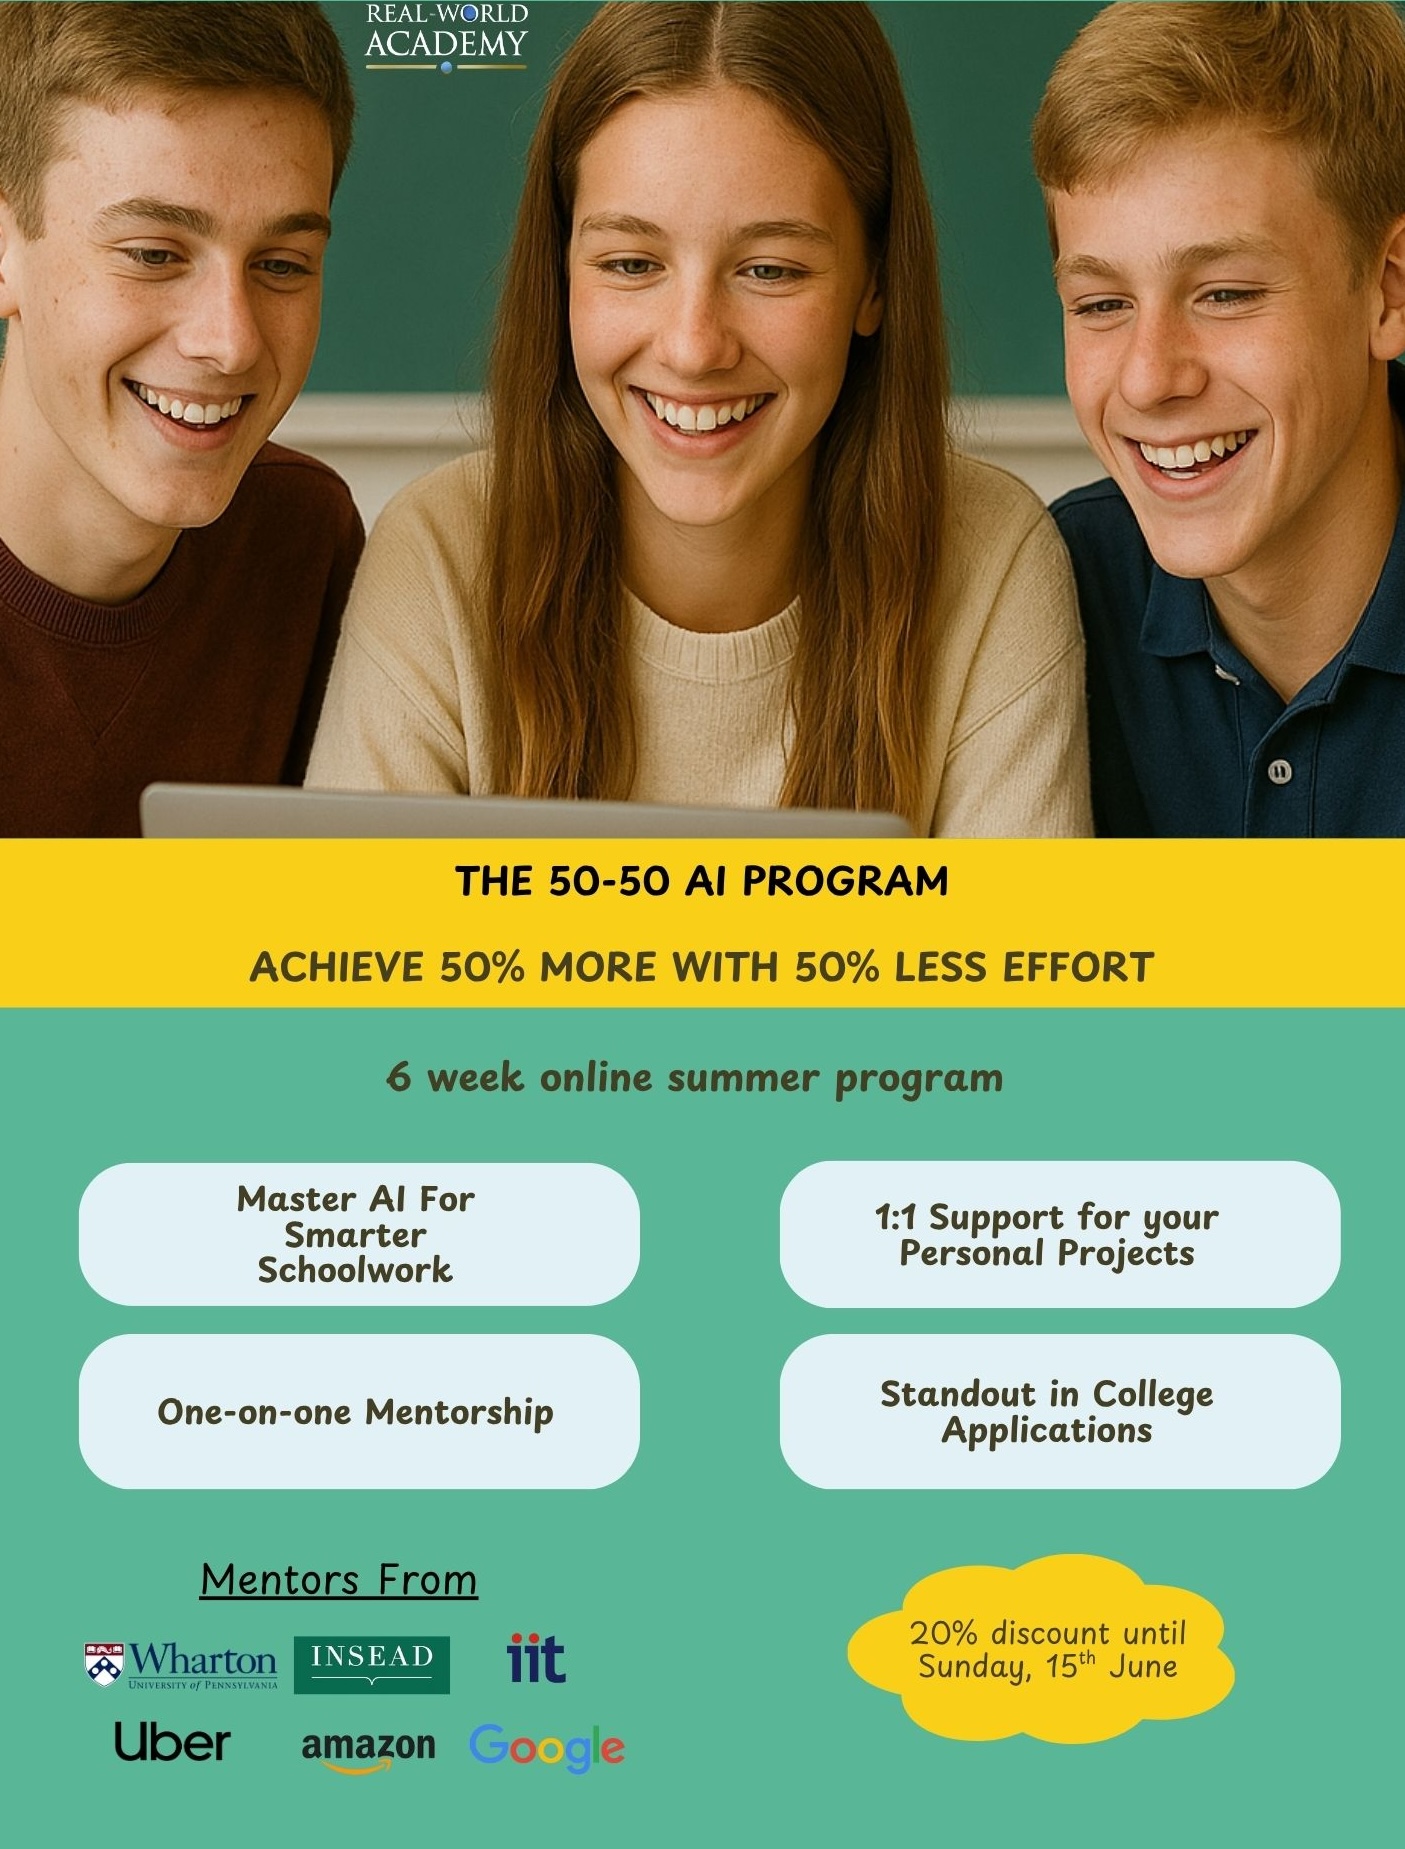 REAL-WORLD
ACADEMY
THE 50-50 AI PROGRAM
ACHIEVE 50% MORE WITH 50% LESS EFFORT
6 week online summer program
Master AI For
Smarter
Schoolwork
1:1 Support for your
Personal Projects
One-on-one Mentorship
Standout in College
Applications
Mentors From
Wharton
UNIVERSITY of PENNSYLVANIA
INSEAD
iit
Uber
amazon
Google
20% discount until
Sunday, 15th June